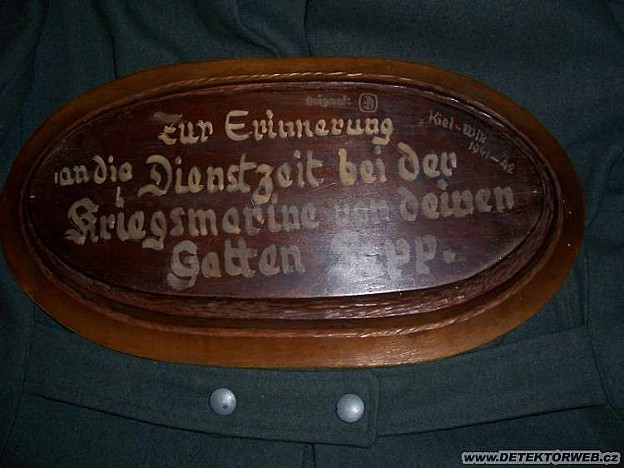 Original:
Zur Erinnerung
Kiel-Wik
1941-42
an die Dienstzeit bei der
Kriegsmarine von deinen
Gatten Sepp.
www.DETEKTORWEB.cz